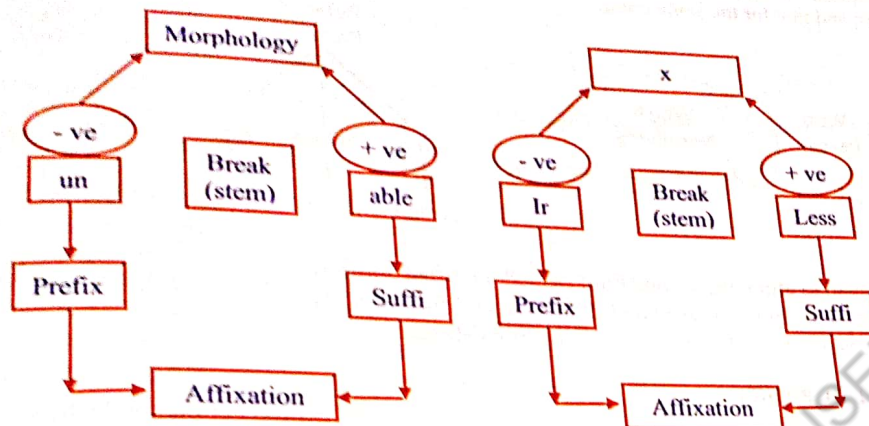 Morphology
- ve
un
Break
(stem)
+ ve
able
Prefix
Suffi
Affixation
x
- ve
Ir
Break
(stem)
+ ve
Less
Prefix
Suffi
Affixation